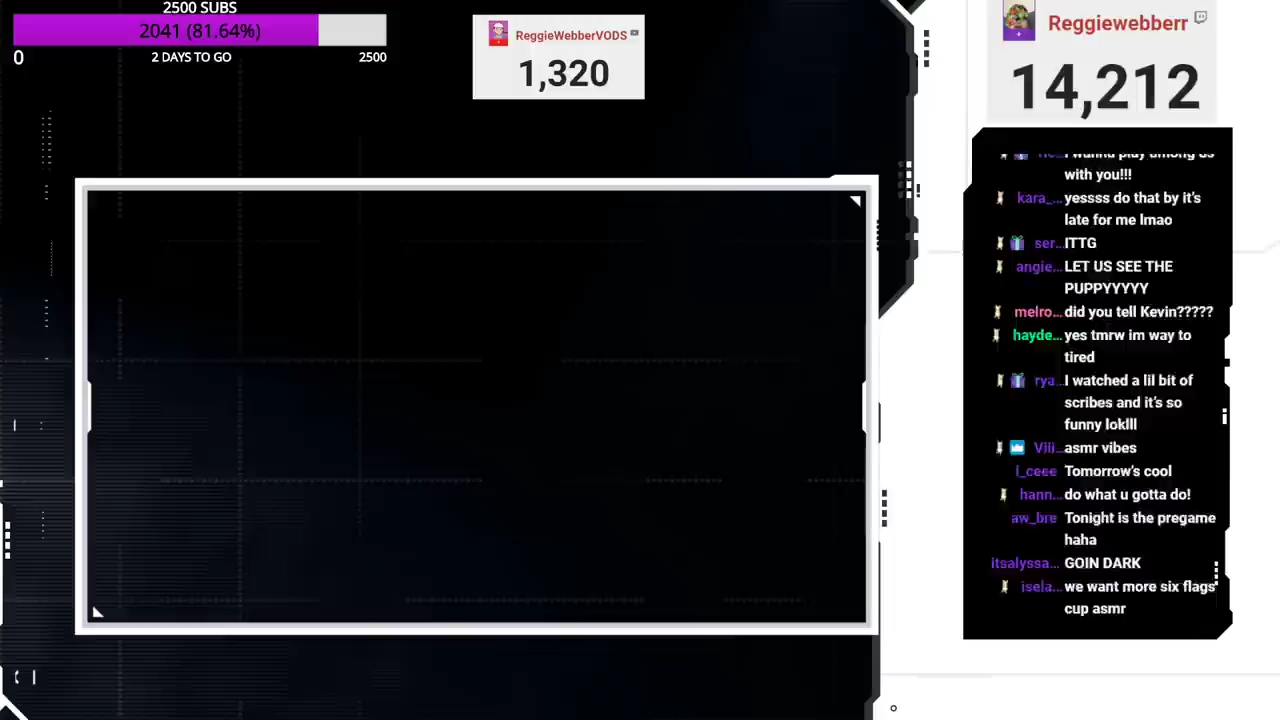 2500 SUBS
2041 (81.64%)
0
2 DAYS TO GO
2500
ReggieWebberVODS
1,320
Reggiewebberr
14,212
I wanna play among us
with you!!!
kara_... yessss do that by it's
late for me lmao
ser... ITTG
angie... LET US SEE THE
PUPPYYYYY
melro... did you tell Kevin?????
hayde... yes tmrw im way to
tired
rya... I watched a lil bit of
scribes and it's so
funny loklll
Viii... asmr vibes
i_ceee Tomorrow's cool
hann... do what u gotta do!
aw_bre Tonight is the pregame
haha
itsalyssa... GOIN DARK
isela... we want more six flags
cup asmr